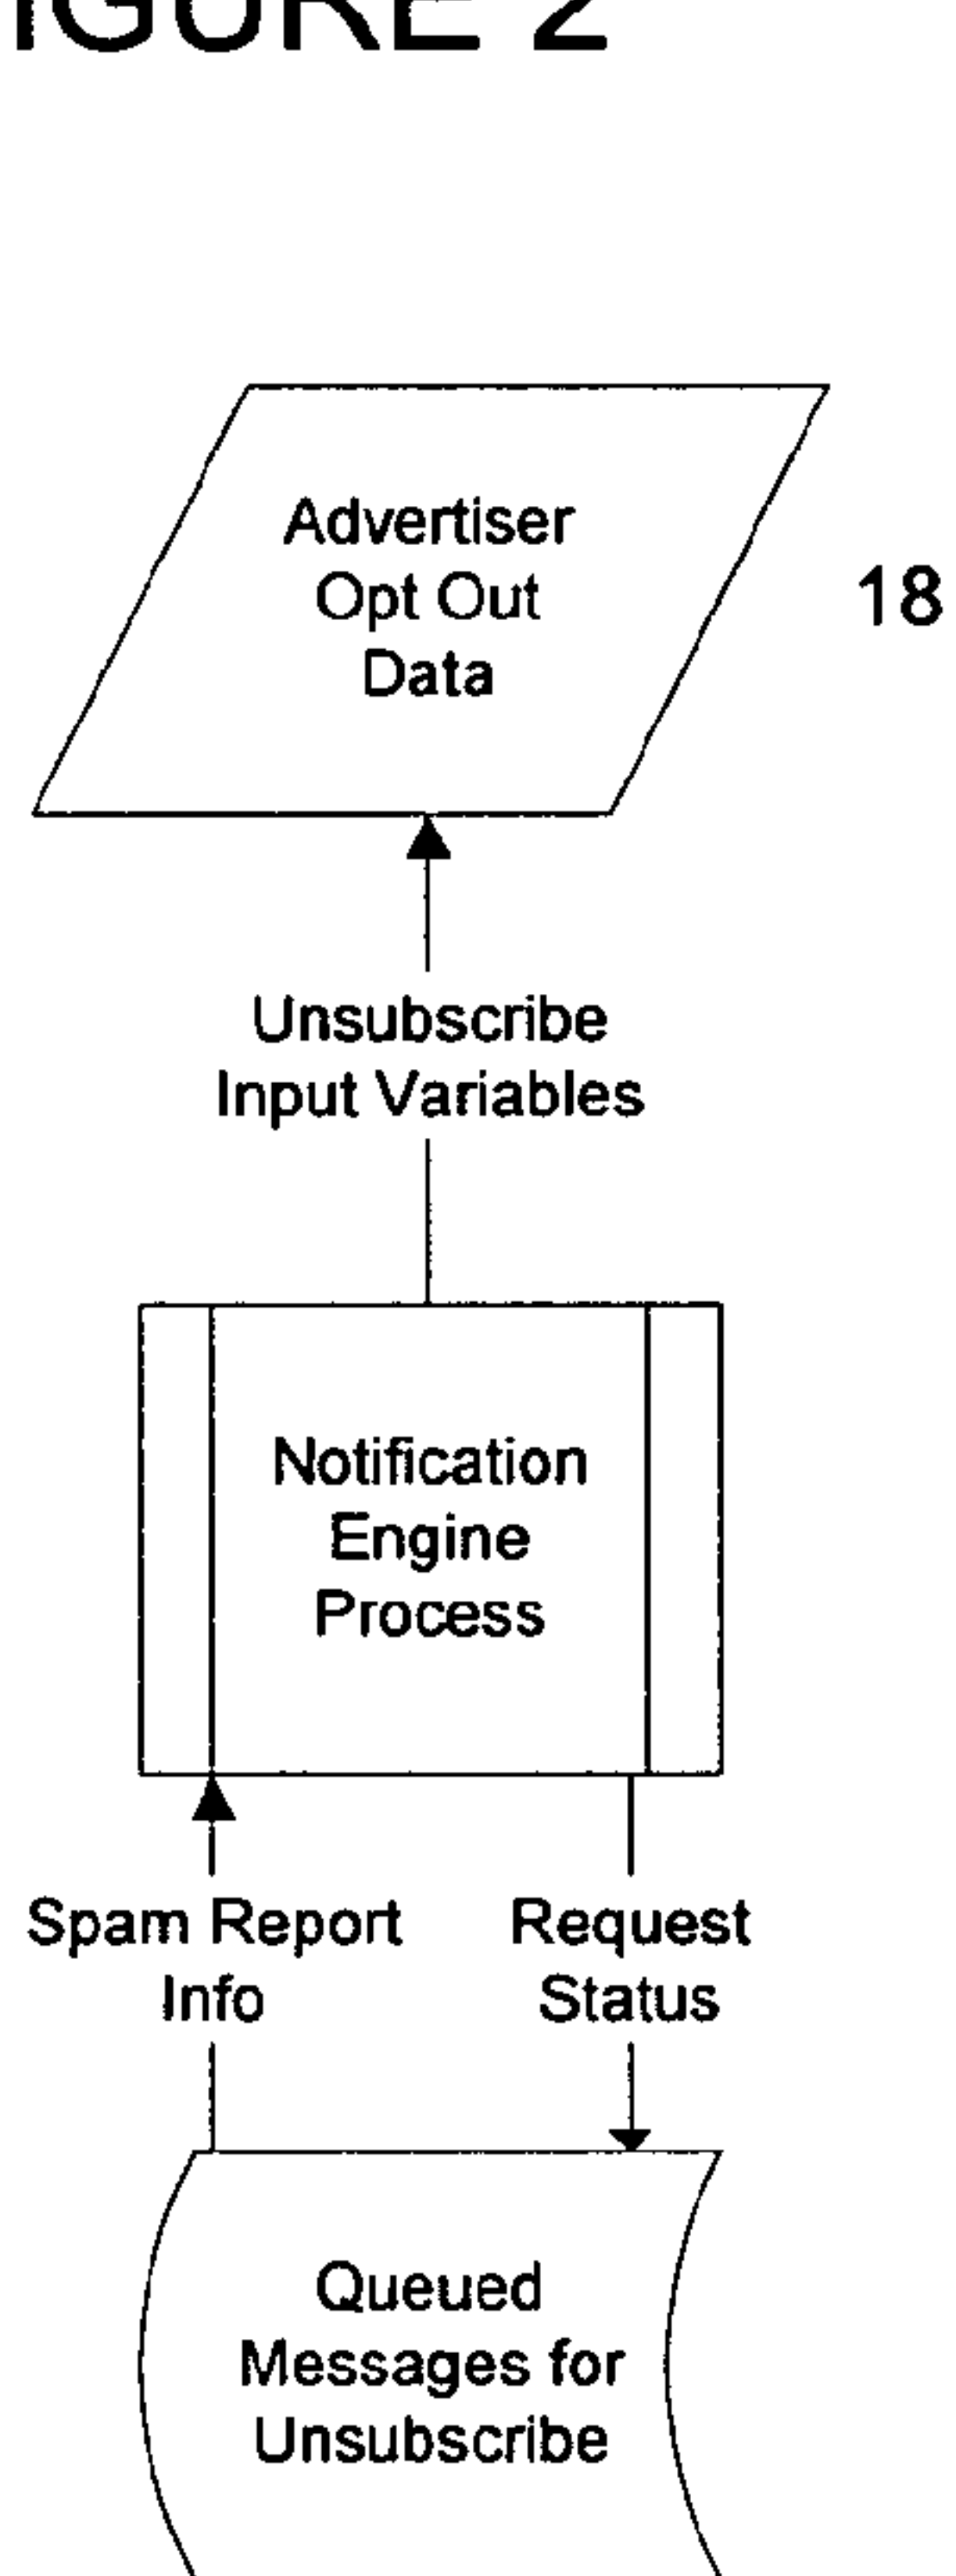 FIGURE 2
Advertiser
Opt Out
Data
18
Unsubscribe
Input Variables
Notification
Engine
Process
Spam Report
Info
Request
Status
Queued
Messages for
Unsubscribe